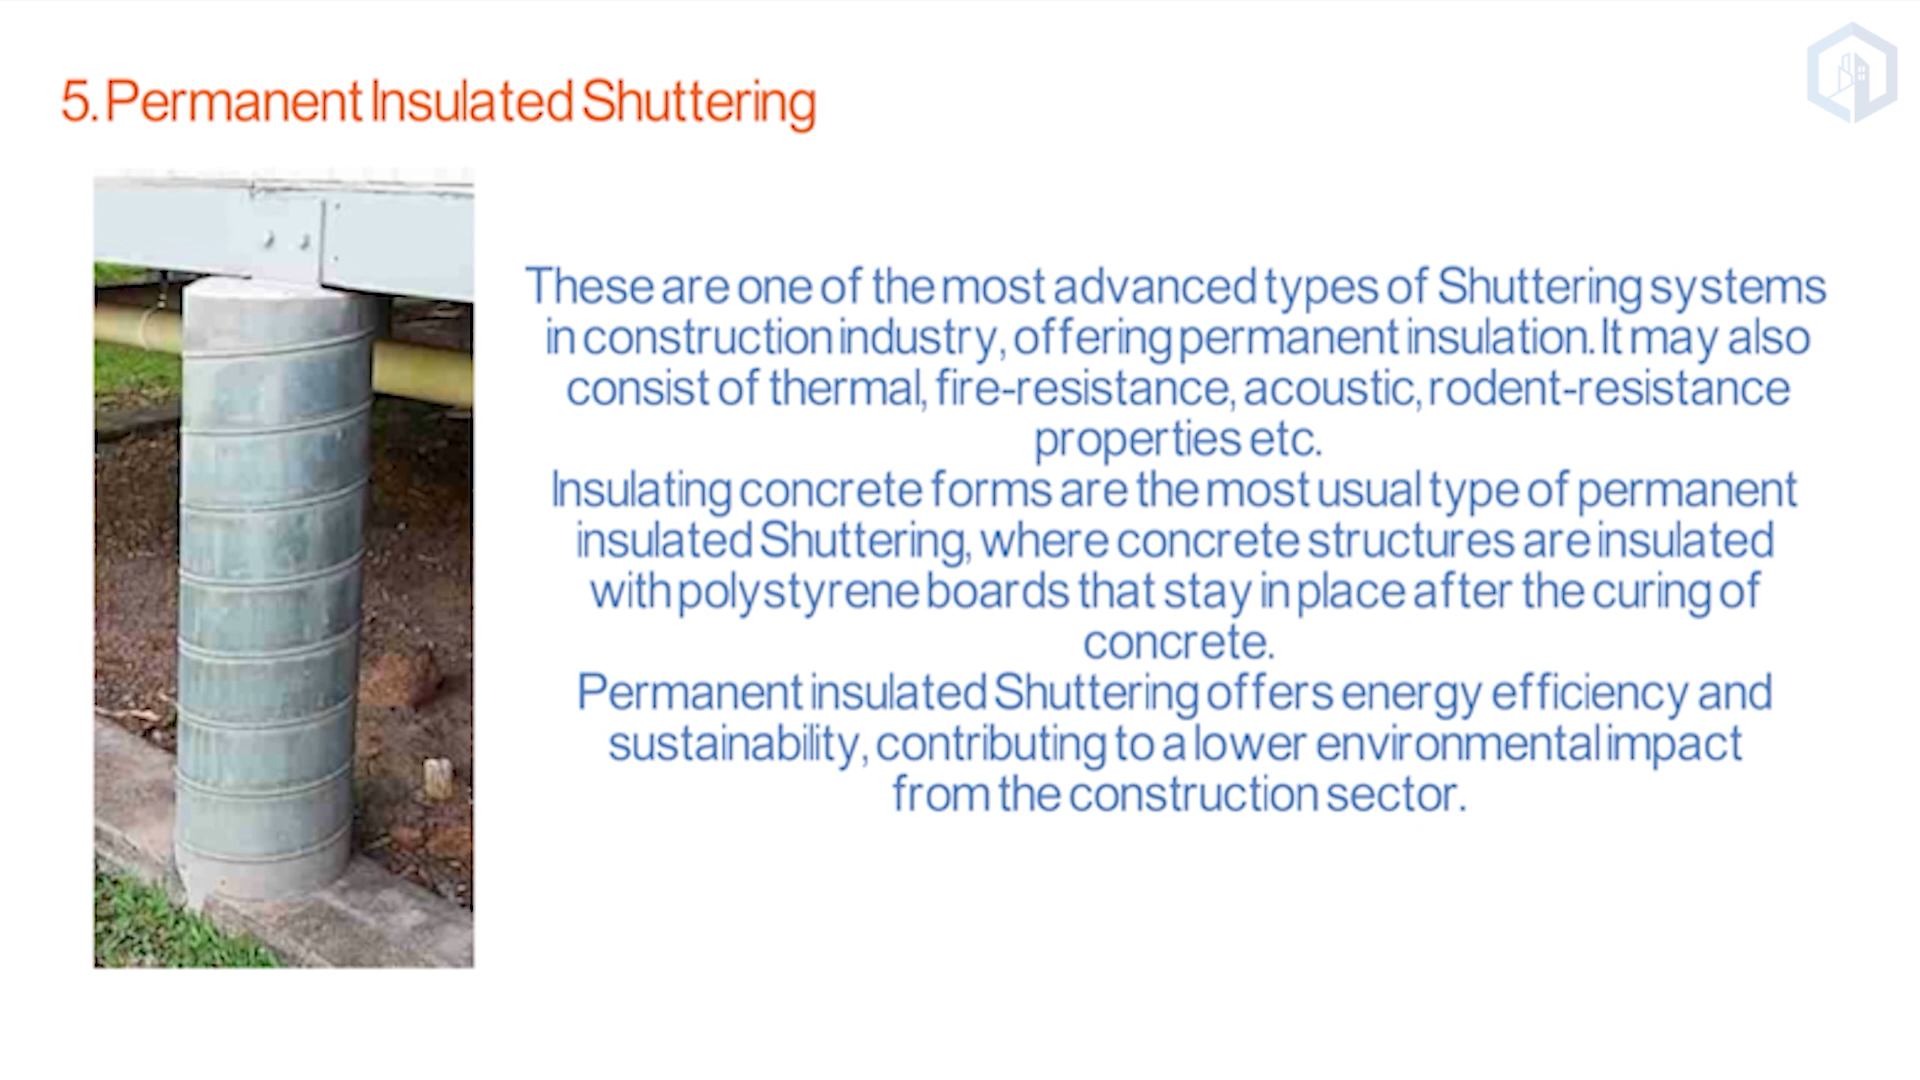 5. Permanent Insulated Shuttering
These are one of the most advanced types of Shuttering systems
in construction industry, offering permanent insulation. It may also
consist of thermal, fire-resistance, acoustic, rodent-resistance
properties etc.
Insulating concrete forms are the most usual type of permanent
insulated Shuttering, where concrete structures are insulated
with polystyrene boards that stay in place after the curing of
concrete.
Permanent insulated Shuttering offers energy efficiency and
sustainability, contributing to a lower environmental impact
from the construction sector.